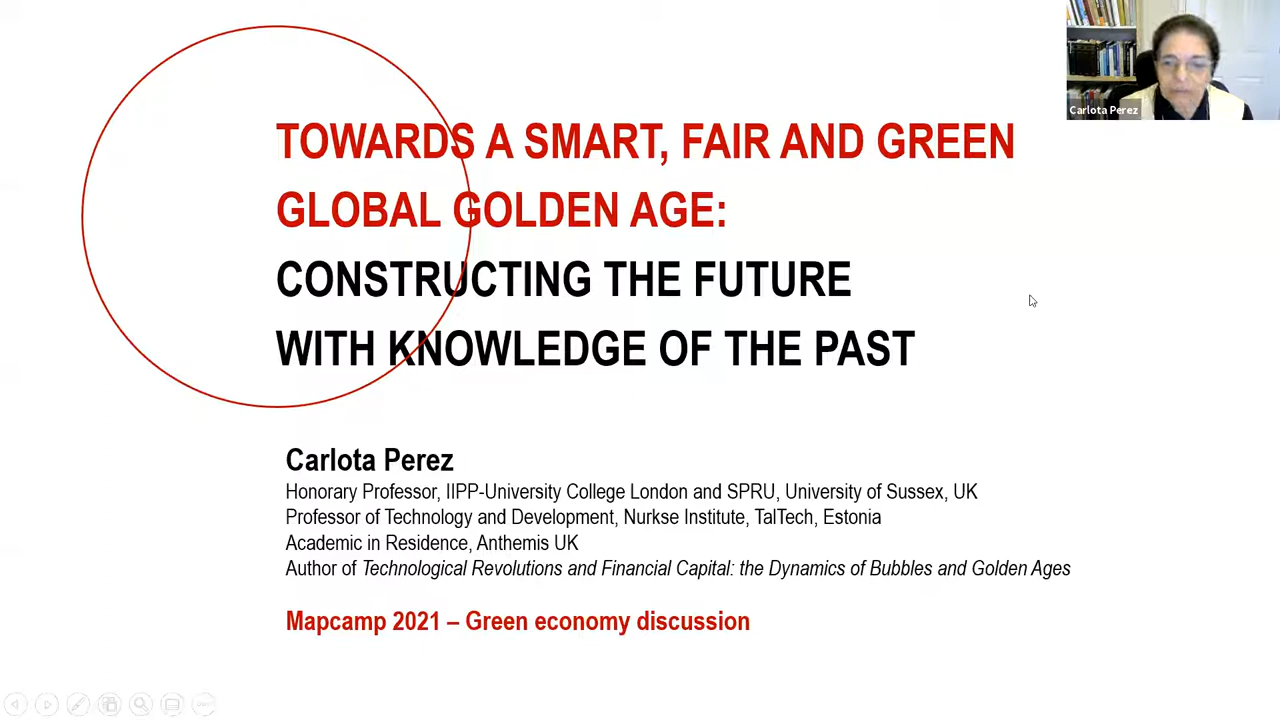 Carlota Perez
TOWARDS A SMART, FAIR AND GREEN
GLOBAL GOLDEN AGE:
CONSTRUCTING THE FUTURE
WITH KNOWLEDGE OF THE PAST
Carlota Perez
Honorary Professor, IIPP-University College London and SPRU, University of Sussex, UK
Professor of Technology and Development, Nurkse Institute, TalTech, Estonia
Academic in Residence, Anthemis UK
Author of Technological Revolutions and Financial Capital: the Dynamics of Bubbles and Golden Ages
Mapcamp 2021 – Green economy discussion